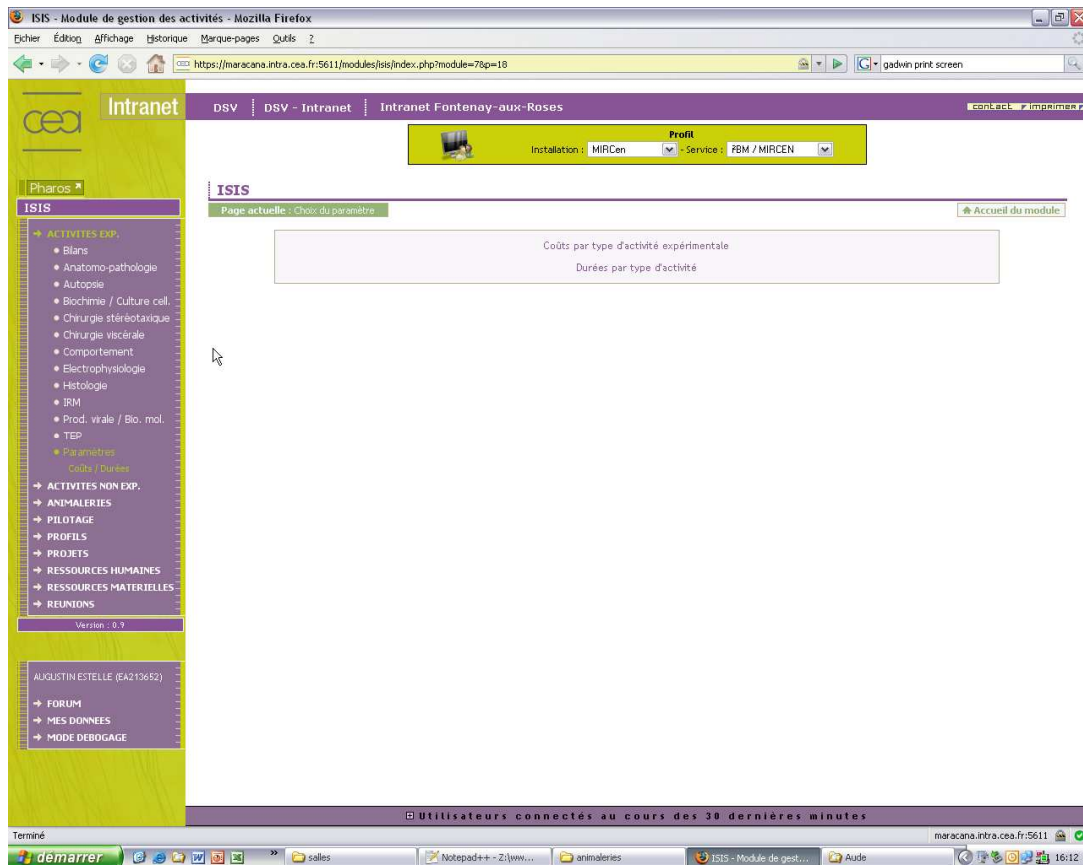 ISIS - Module de gestion des activités - Mozilla Firefox
Fichier Édition Affichage Historique Marque-pages Outils ?
https://maracana.intra.cea.fr:5611/modules/isis/index.php?module=7&p=18
G gadwin print screen
cea
Intranet
DSV DSV - Intranet Intranet Fontenay-aux-Roses
contact imprimer
Profil
Installation : MIRCen - Service : PBM / MIRCEN
Pharos
ISIS
ISIS
Page actuelle : Choix du paramètre
Accueil du module
Coûts par type d'activité expérimentale
Durées par type d'activité
ACTIVITES EXP.
Bilans
Anatomo-pathologie
Autopsie
Biochimie / Culture cell.
Chirurgie stéréotaxique
Chirurgie viscérale
Comportement
Electrophysiologie
Histologie
IRM
Prod. virale / Bio. mol.
TEP
Paramètres
Coûts / Durées
ACTIVITES NON EXP.
ANIMALERIES
PILOTAGE
PROFILS
PROJETS
RESSOURCES HUMAINES
RESSOURCES MATERIELLES
REUNIONS
Version : 0.9
AUGUSTIN ESTELLE (EA213652)
FORUM
MES DONNEES
MODE DEBOGAGE
Utilisateurs connectés au cours des 30 dernières minutes
Terminé
maracana.intra.cea.fr:5611
démarrer
»
salles
Notepad++ - Z:\ww...
animaleries
ISIS - Module de gest...
Aude
16:12